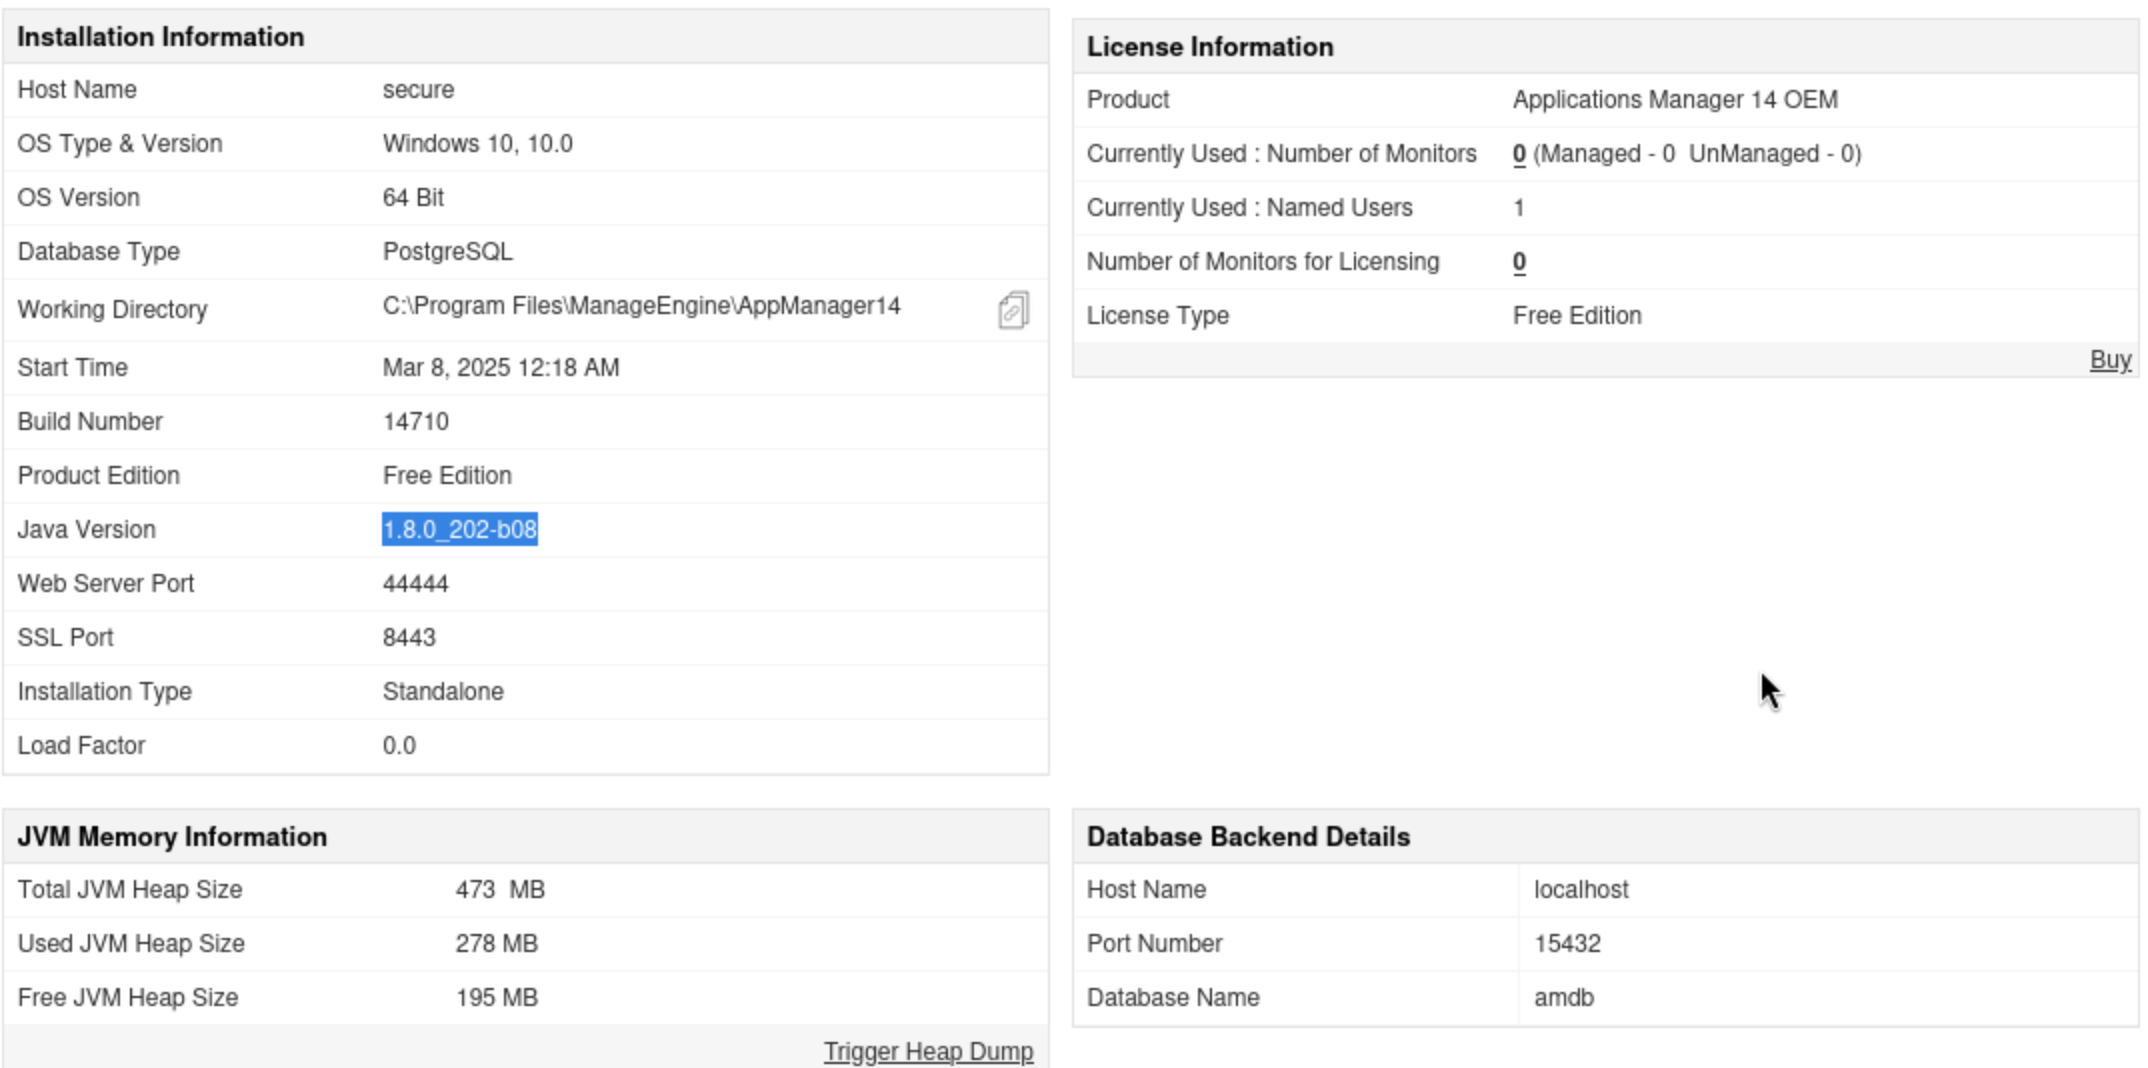 Installation Information
Host Name secure
OS Type & Version Windows 10, 10.0
OS Version 64 Bit
Database Type PostgreSQL
Working Directory C:\Program Files\ManageEngine\AppManager14
Start Time Mar 8, 2025 12:18 AM
Build Number 14710
Product Edition Free Edition
Java Version 1.8.0_202-b08
Web Server Port 44444
SSL Port 8443
Installation Type Standalone
Load Factor 0.0
License Information
Product Applications Manager 14 OEM
Currently Used : Number of Monitors 0 (Managed - 0 UnManaged - 0)
Currently Used : Named Users 1
Number of Monitors for Licensing 0
License Type Free Edition
Buy
JVM Memory Information
Total JVM Heap Size 473 MB
Used JVM Heap Size 278 MB
Free JVM Heap Size 195 MB
Trigger Heap Dump
Database Backend Details
Host Name localhost
Port Number 15432
Database Name amdb